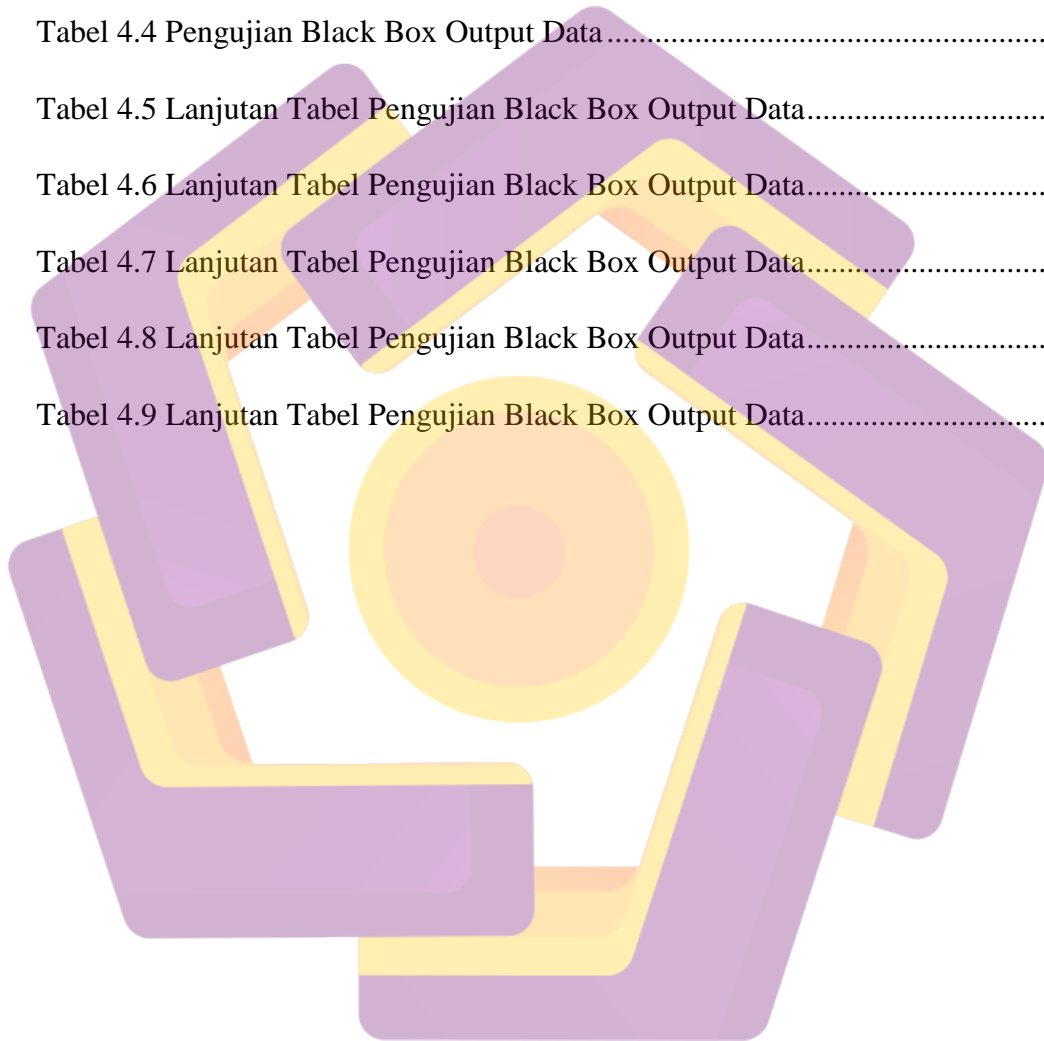 Tabel 4.4 Pengujian Black Box Output Data.......................................................
Tabel 4.5 Lanjutan Tabel Pengujian Black Box Output Data..............................
Tabel 4.6 Lanjutan Tabel Pengujian Black Box Output Data..............................
Tabel 4.7 Lanjutan Tabel Pengujian Black Box Output Data..............................
Tabel 4.8 Lanjutan Tabel Pengujian Black Box Output Data..............................
Tabel 4.9 Lanjutan Tabel Pengujian Black Box Output Data..............................